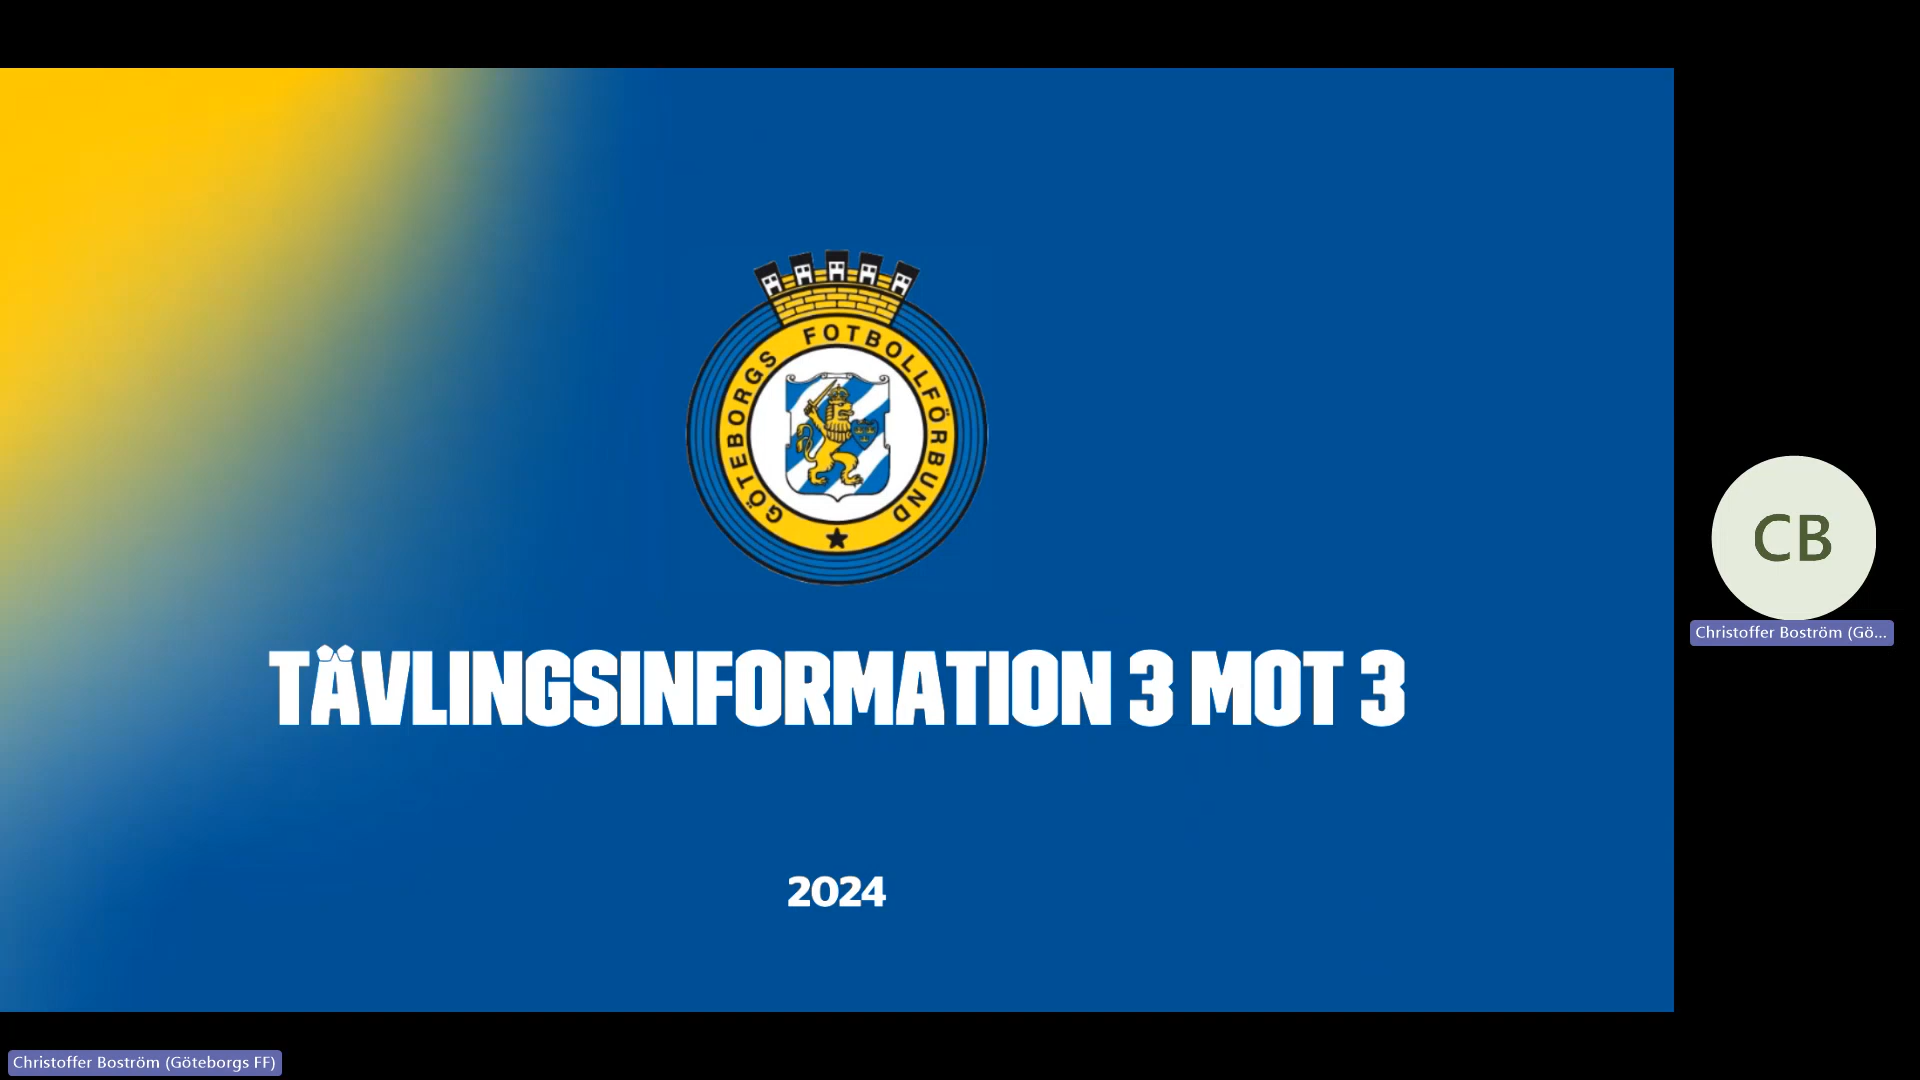 GÖTEBORGS FOTBOLLFÖRBUND
TÄVLINGSINFORMATION 3 MOT 3
2024
CB
Christoffer Boström (Gö...
Christoffer Boström (Göteborgs FF)